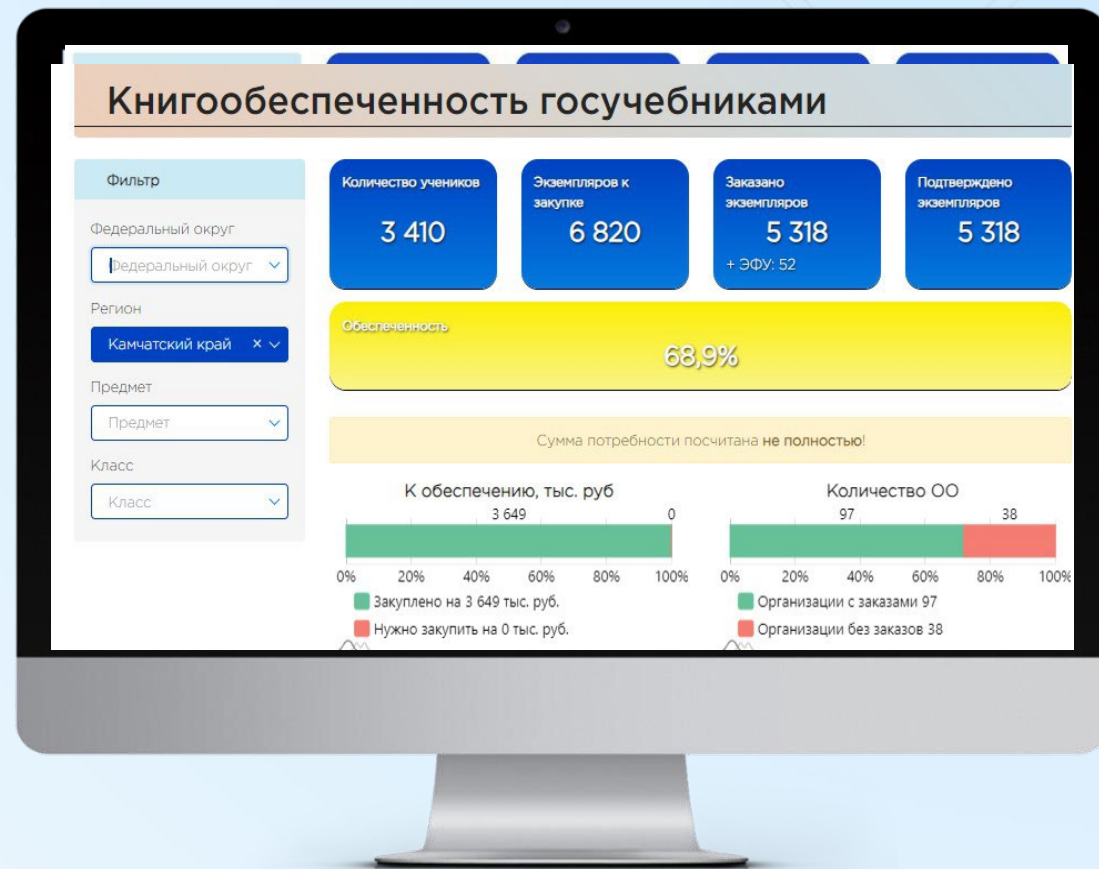 Книгообеспеченность госучебниками
Фильтр
Федеральный округ
Федеральный округ
Регион
Камчатский край
Предмет
Предмет
Класс
Класс
Количество учеников
3 410
Экземпляров к
закупке
6 820
Заказано
экземпляров
5 318
+ ЭФУ: 52
Подтверждено
экземпляров
5 318
Обеспеченность
68,9%
Сумма потребности посчитана не полностью!
К обеспечению, тыс. руб
3 649 0
0% 20% 40% 60% 80% 100%
Закуплено на 3 649 тыс. руб.
Нужно закупить на 0 тыс. руб.
Количество ОО
97 38
0% 20% 40% 60% 80% 100%
Организации с заказами 97
Организации без заказов 38